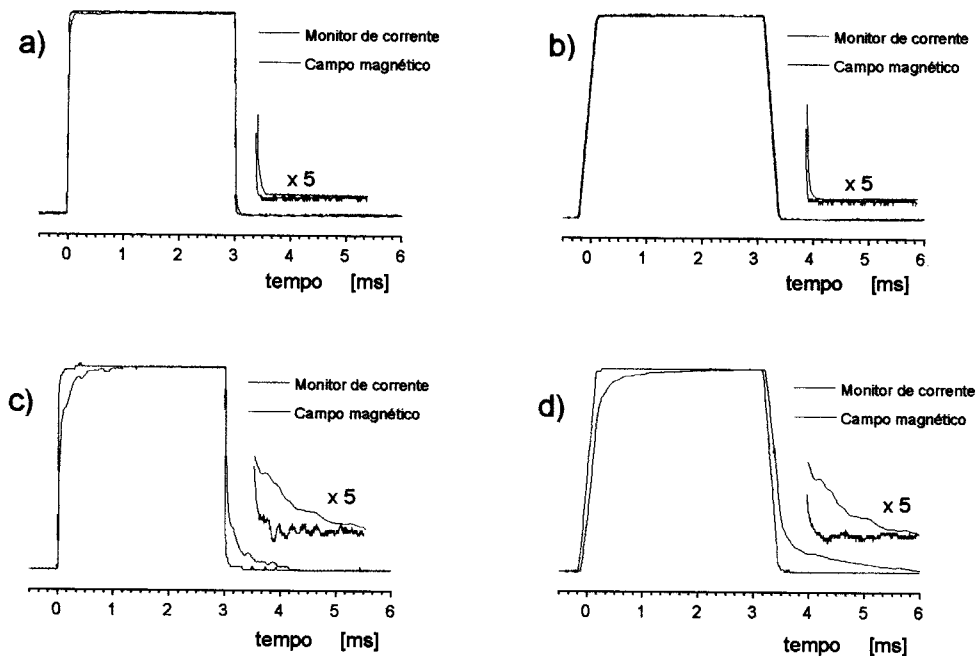 a)
Monitor de corrente
Campo magnético
x 5
0 1 2 3 4 5 6
tempo [ms]
b)
Monitor de corrente
Campo magnético
x 5
0 1 2 3 4 5 6
tempo [ms]
c)
Monitor de corrente
Campo magnético
x 5
0 1 2 3 4 5 6
tempo [ms]
d)
Monitor de corrente
Campo magnético
x 5
0 1 2 3 4 5 6
tempo [ms]